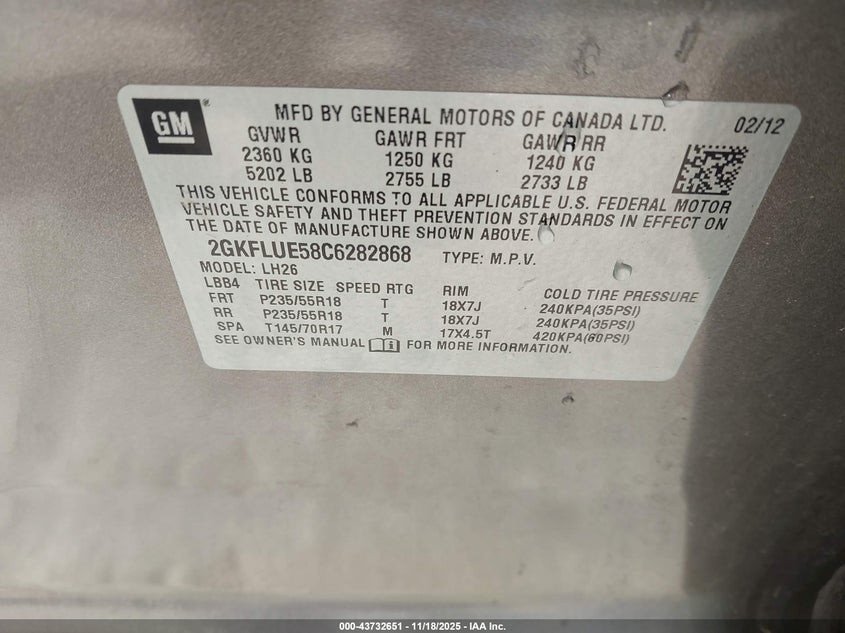 GM
MFD BY GENERAL MOTORS OF CANADA LTD. 02/12
GVWR GAWR FRT GAWR RR
2360 KG 1250 KG 1240 KG
5202 LB 2755 LB 2733 LB
THIS VEHICLE CONFORMS TO ALL APPLICABLE U.S. FEDERAL MOTOR
VEHICLE SAFETY AND THEFT PREVENTION STANDARDS IN EFFECT ON
THE DATE OF MANUFACTURE SHOWN ABOVE.
2GKFLUE58C6282868 TYPE: M.P.V.
MODEL: LH26
LBB4 TIRE SIZE SPEED RTG RIM COLD TIRE PRESSURE
FRT P235/55R18 T 18X7J 240KPA(35PSI)
RR P235/55R18 T 18X7J 240KPA(35PSI)
SPA T145/70R17 M 17X4.5T 420KPA(60PSI)
SEE OWNER'S MANUAL FOR MORE INFORMATION.
000-43732651 - 11/18/2025 - IAA Inc.